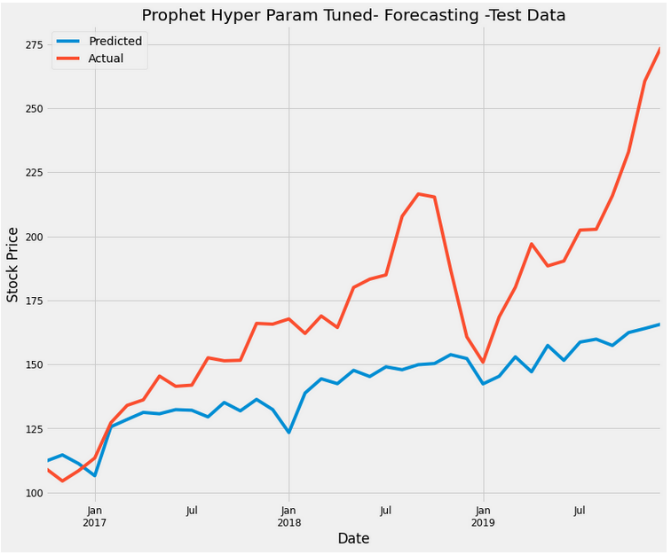 Prophet Hyper Param Tuned- Forecasting -Test Data
Predicted
Actual
275
250
225
200
175
150
125
100
Stock Price
Jan
2017
Jul
Jan
2018
Jul
Jan
2019
Jul
Date